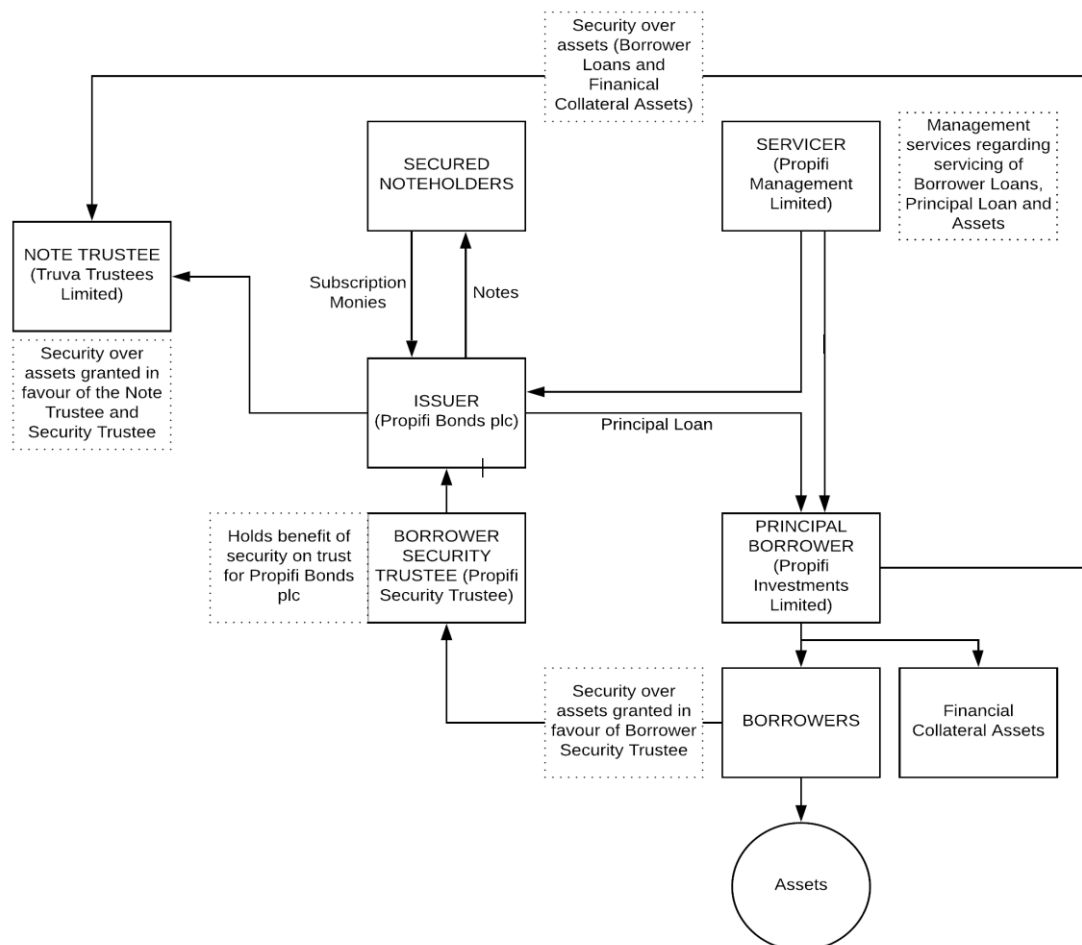 Security over
assets (Borrower
Loans and
Finanical
Collateral Assets)
SECURED
NOTEHOLDERS
SERVICER
(Propifi
Management
Limited)
Management
services regarding
servicing of
Borrower Loans,
Principal Loan and
Assets
NOTE TRUSTEE
(Truva Trustees
Limited)
Subscription
Monies
Notes
Security over
assets granted in
favour of the Note
Trustee and
Security Trustee
ISSUER
(Propifi Bonds plc)
Principal Loan
Holds benefit of
security on trust
for Propifi Bonds
plc
BORROWER
SECURITY
TRUSTEE (Propifi
Security Trustee)
PRINCIPAL
BORROWER
(Propifi
Investments
Limited)
Security over
assets granted in
favour of Borrower
Security Trustee
BORROWERS
Financial
Collateral Assets
Assets